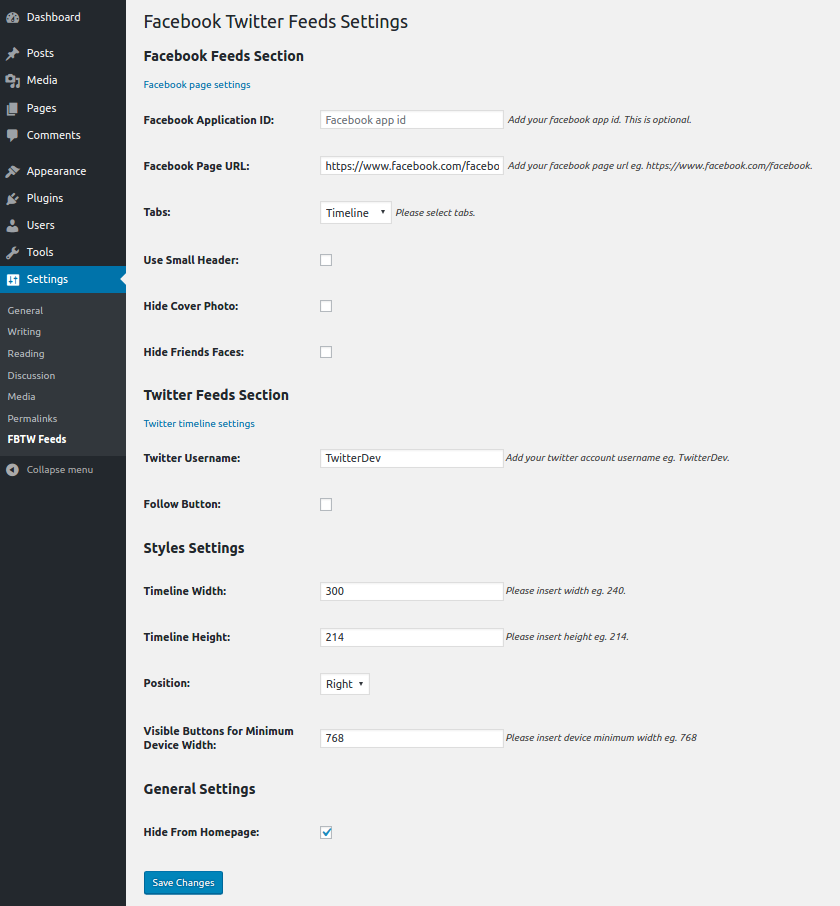 Dashboard
Posts
Media
Pages
Comments
Appearance
Plugins
Users
Tools
Settings
General
Writing
Reading
Discussion
Media
Permalinks
FBTW Feeds
Collapse menu
Facebook Twitter Feeds Settings
Facebook Feeds Section
Facebook page settings
Facebook Application ID: Facebook app id Add your facebook app id. This is optional.
Facebook Page URL: https://www.facebook.com/facebo Add your facebook page url eg. https://www.facebook.com/facebook.
Tabs: Timeline Please select tabs.
Use Small Header:
Hide Cover Photo:
Hide Friends Faces:
Twitter Feeds Section
Twitter timeline settings
Twitter Username: TwitterDev Add your twitter account username eg. TwitterDev.
Follow Button:
Styles Settings
Timeline Width: 300 Please insert width eg. 240.
Timeline Height: 214 Please insert height eg. 214.
Position: Right
Visible Buttons for Minimum
Device Width: 768 Please insert device minimum width eg. 768
General Settings
Hide From Homepage:
Save Changes